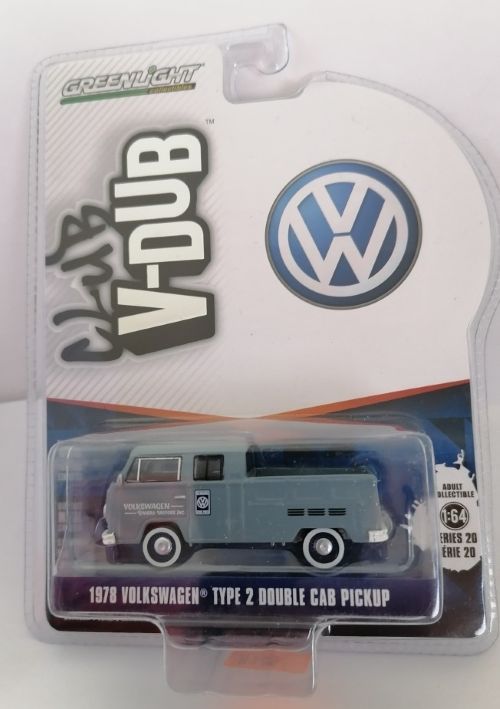 GREENLIGHT
collectibles
CLUB
V-DUB™
VW
VOLKSWAGEN
ADULT
COLLECTIBLE
1:64
SERIES 20
SÉRIE 20
1978 VOLKSWAGEN® TYPE 2 DOUBLE CAB PICKUP